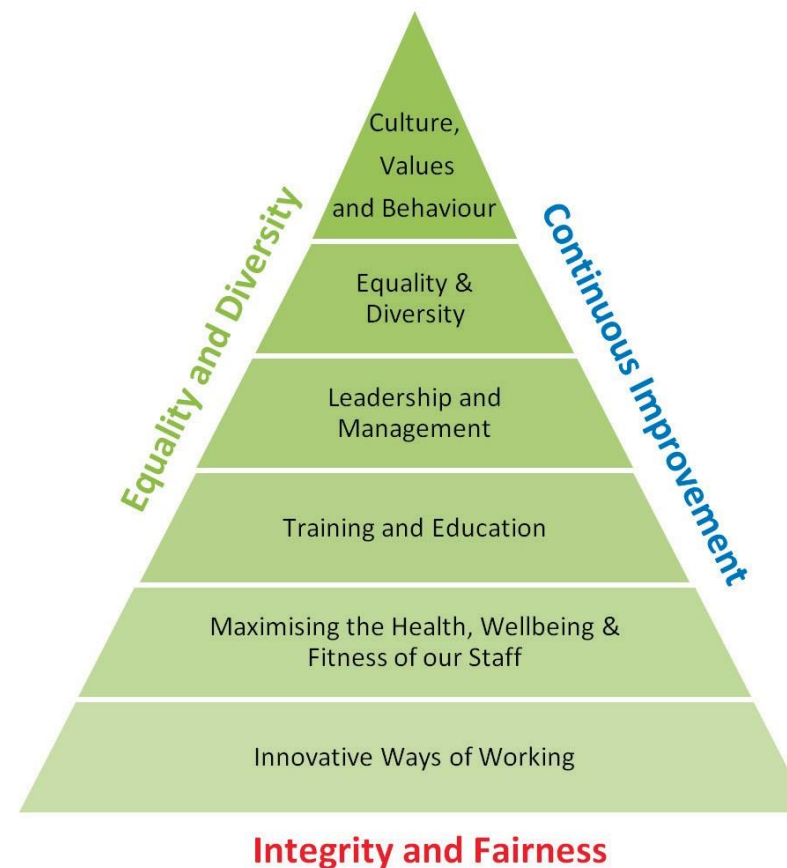 Culture,
Values
and Behaviour
Equality &
Diversity
Leadership and
Management
Training and Education
Maximising the Health, Wellbeing &
Fitness of our Staff
Innovative Ways of Working
Equality and Diversity
Continuous Improvement
Integrity and Fairness